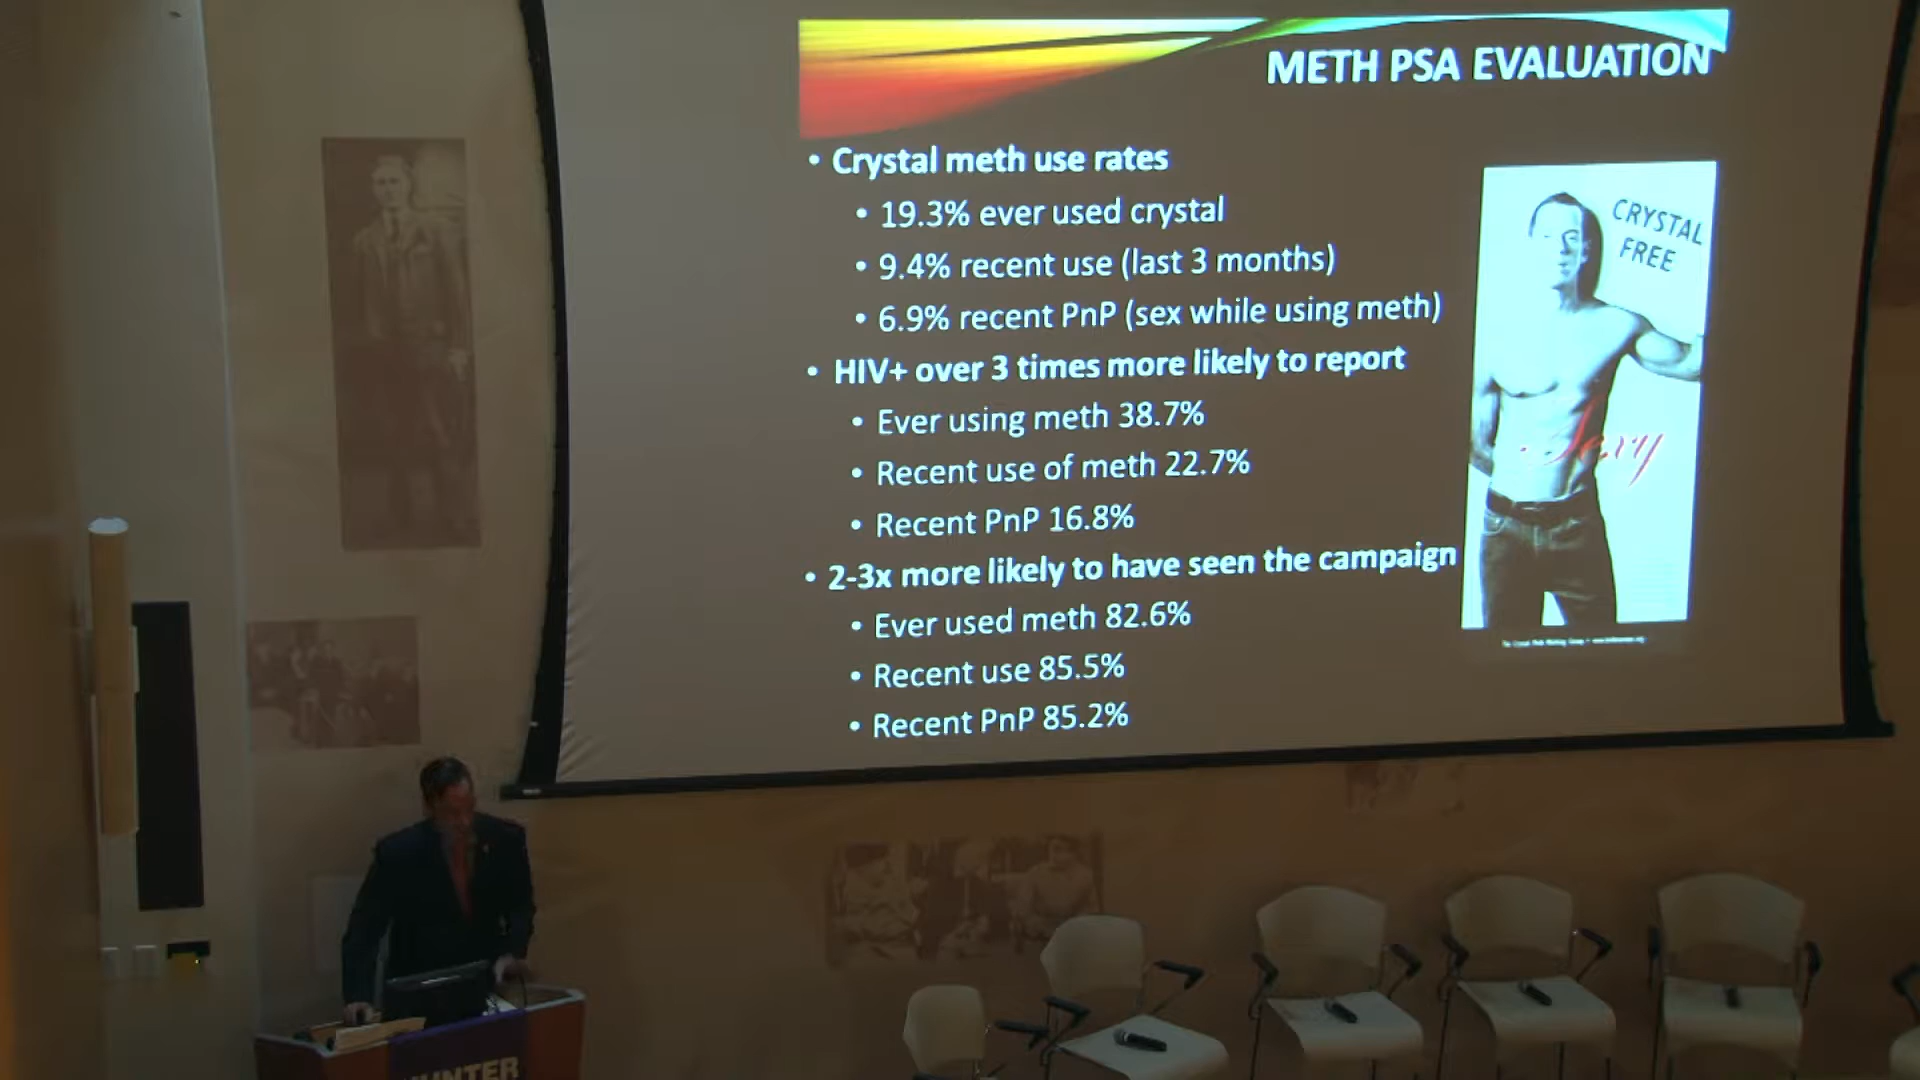 METH PSA EVALUATION
• Crystal meth use rates
• 19.3% ever used crystal
• 9.4% recent use (last 3 months)
• 6.9% recent PnP (sex while using meth)
• HIV+ over 3 times more likely to report
• Ever using meth 38.7%
• Recent use of meth 22.7%
• Recent PnP 16.8%
• 2-3x more likely to have seen the campaign
• Ever used meth 82.6%
• Recent use 85.5%
• Recent PnP 85.2%
CRYSTAL
FREE
Sexy
HUNTER